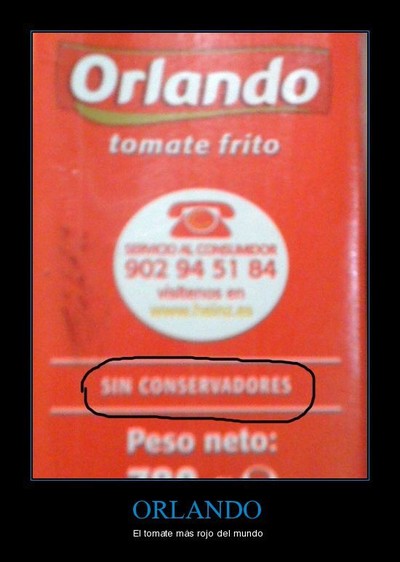 Orlando
tomate frito
SERVICIO AL CONSUMIDOR
902 94 51 84
visítenos en
www.heinz.es
SIN CONSERVADORES
Peso neto:
ORLANDO
El tomate mas rojo del mundo